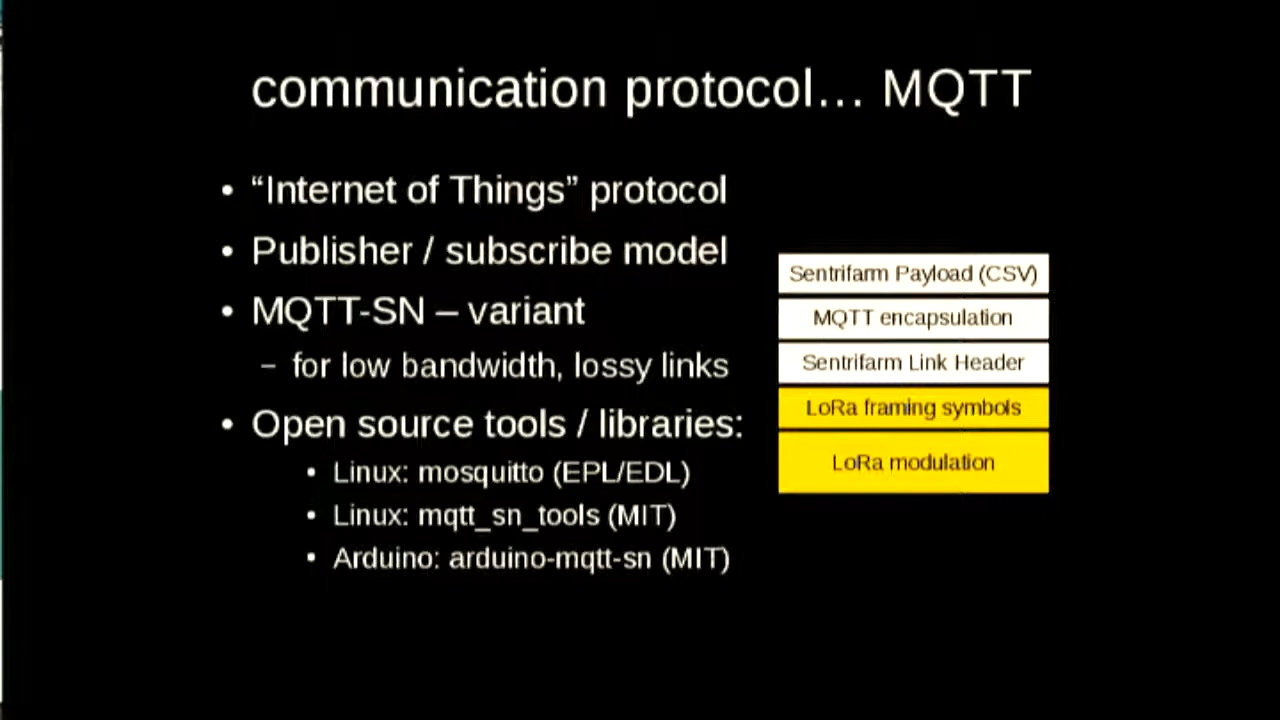 communication protocol… MQTT
• “Internet of Things” protocol
• Publisher / subscribe model
• MQTT-SN – variant
– for low bandwidth, lossy links
• Open source tools / libraries:
• Linux: mosquitto (EPL/EDL)
• Linux: mqtt_sn_tools (MIT)
• Arduino: arduino-mqtt-sn (MIT)
Sentrifarm Payload (CSV)
MQTT encapsulation
Sentrifarm Link Header
LoRa framing symbols
LoRa modulation